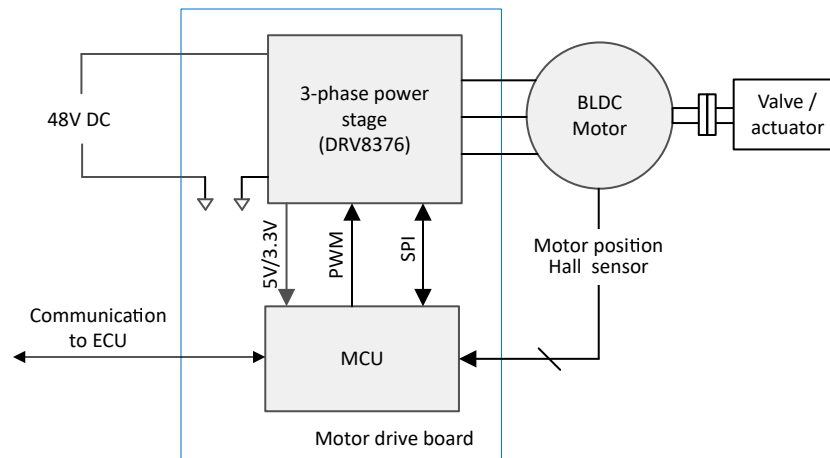 48V DC
3-phase power
stage
(DRV8376)
BLDC
Motor
Valve /
actuator
5V/3.3V
PWM
SPI
Motor position
Hall sensor
Communication
to ECU
MCU
Motor drive board